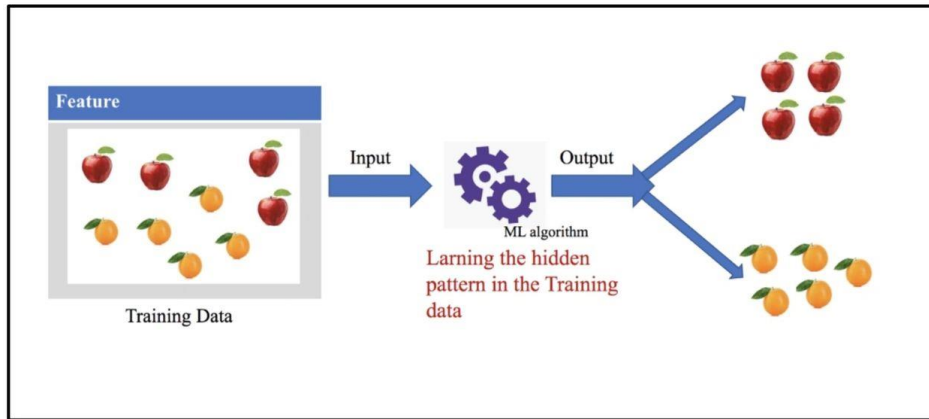 Feature
Training Data
Input
ML algorithm
Larning the hidden
pattern in the Training
data
Output